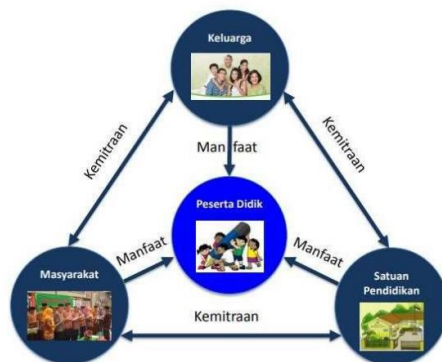 Keluarga
Kemitraan
Manfaat
Kemitraan
Peserta Didik
Manfaat
Manfaat
Masyarakat
Satuan
Pendidikan
Kemitraan